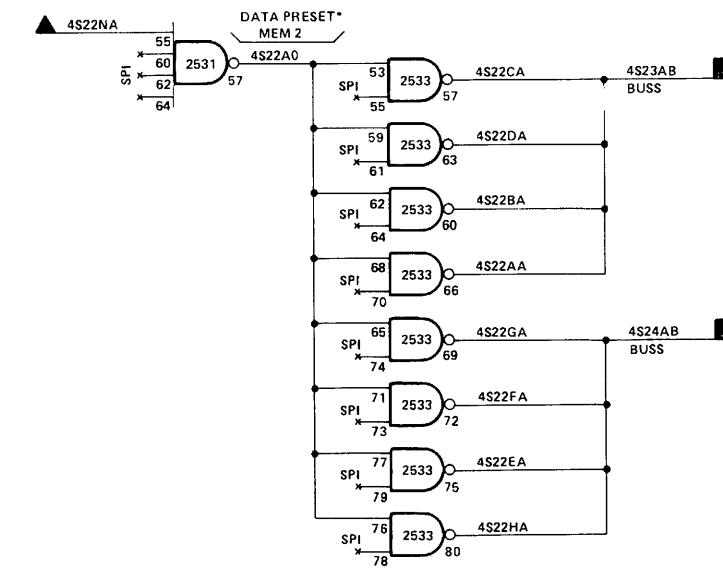 DATA PRESET*
MEM 2
4S22NA
55
60
62
64
SPI
2531
57
4S22A0
53
SPI
55
2533
57
4S22CA
4S23AB
BUSS
59
SPI
61
2533
63
4S22DA
62
SPI
64
2533
60
4S22BA
68
SPI
70
2533
66
4S22AA
65
SPI
74
2533
69
4S22GA
4S24AB
BUSS
71
SPI
73
2533
72
4S22FA
77
SPI
79
2533
75
4S22EA
76
SPI
78
2533
80
4S22HA